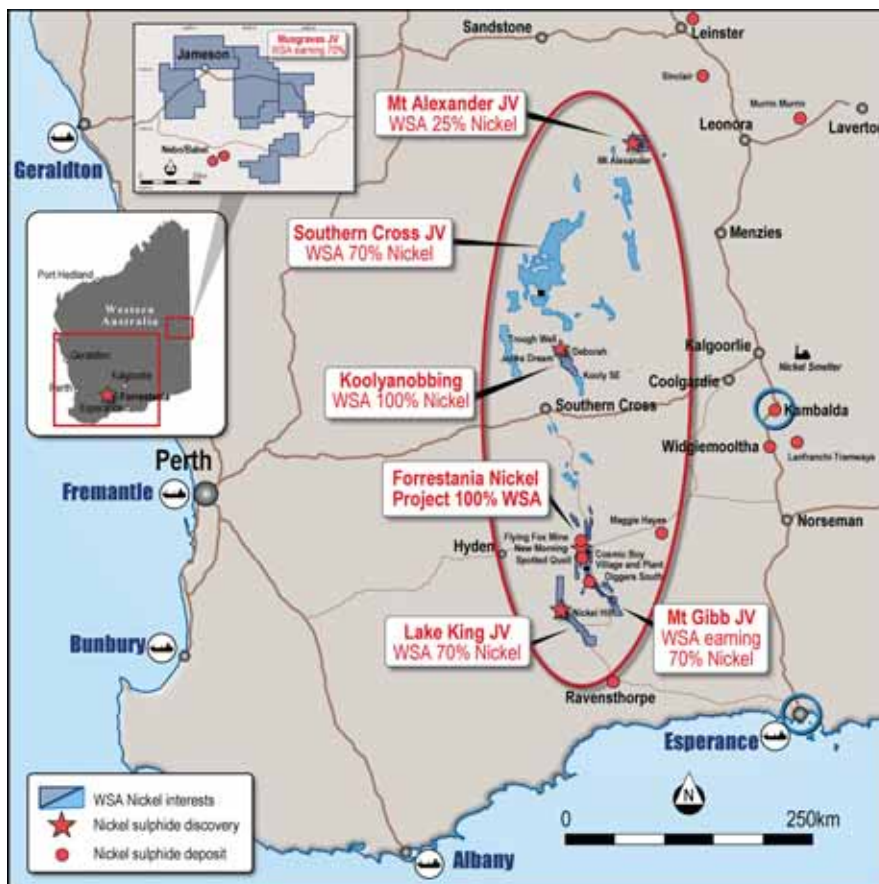 Musgraves JV
WSA earning 70%
Jameson
Nebo/Babel
Sandstone
Leinster
Sinclair
Mt Alexander JV
WSA 25% Nickel
Mt Alexander
Murrin Murrin
Leonora
Laverton
Geraldton
Southern Cross JV
WSA 70% Nickel
Menzies
Port Hedland
Western
Australia
Geraldton
Kalgoorlie
Perth
Forrestania
Esperance
Trough Well
Deborah
Jocks Dream
Kooly SE
Koolyanobbing
WSA 100% Nickel
Kalgoorlie
Nickel Smelter
Coolgardie
Southern Cross
Kambalda
Widgiemooltha
Lanfranchi-Tramways
Perth
Fremantle
Forrestania Nickel
Project 100% WSA
Norseman
Maggie Hayes
Hyden
Flying Fox Mine
New Morning
Spotted Quoll
Cosmic Boy
Village and Plant
Diggers South
Nickel Hill
Bunbury
Lake King JV
WSA 70% Nickel
Mt Gibb JV
WSA earning
70% Nickel
Ravensthorpe
Esperance
WSA Nickel interests
Nickel sulphide discovery
Nickel sulphide deposit
N
0
250km
Albany